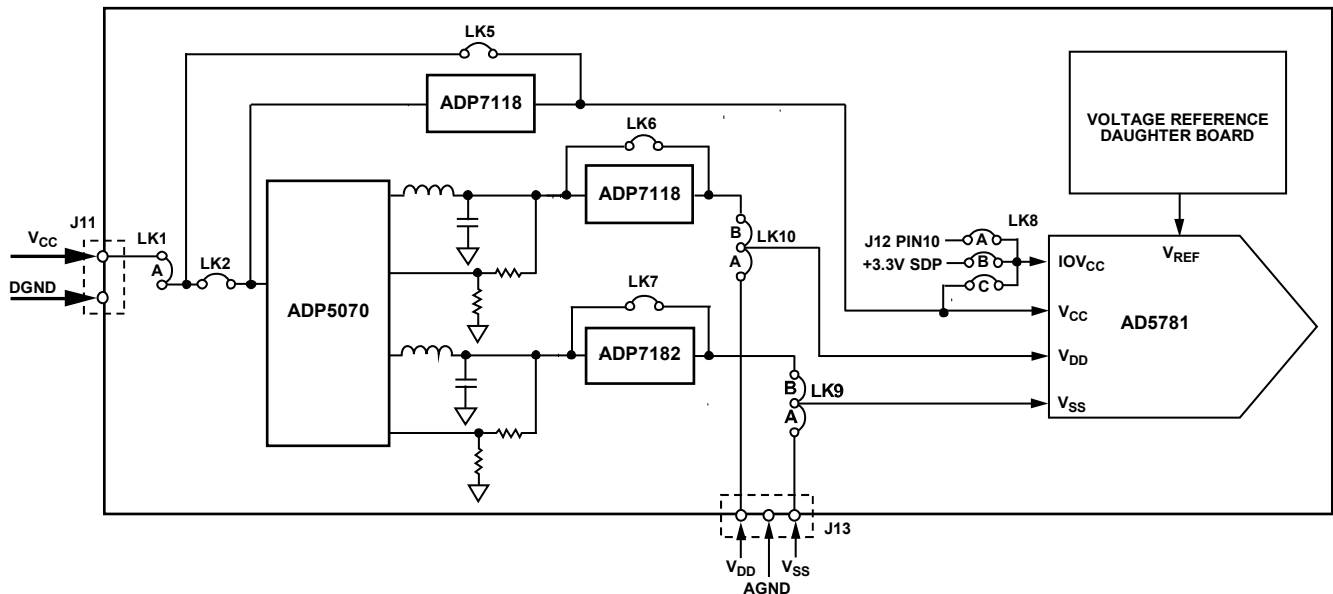 LK5
ADP7118
VOLTAGE REFERENCE
DAUGHTER BOARD
LK6
ADP7118
J11
VCC
LK1
A
LK2
DGND
ADP5070
B
LK10
A
LK8
J12 PIN10
A
+3.3V SDP
B
C
VREF
IOVCC
VCC
AD5781
VDD
VSS
LK7
ADP7182
B
LK9
A
J13
VDD
VSS
AGND